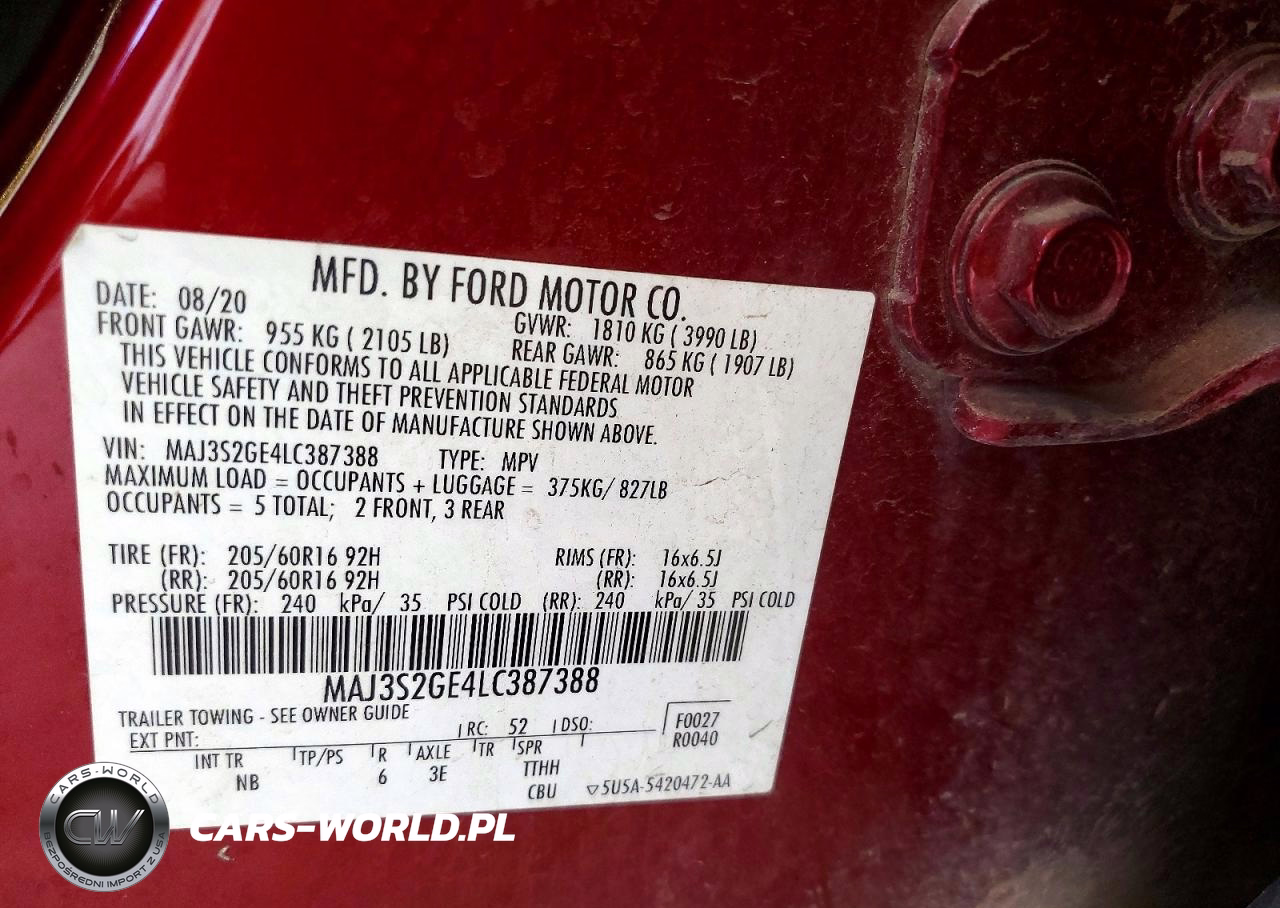 MFD. BY FORD MOTOR CO.
DATE: 08/20 GVWR: 1810 KG ( 3990 LB)
FRONT GAWR: 955 KG ( 2105 LB) REAR GAWR: 865 KG ( 1907 LB)
THIS VEHICLE CONFORMS TO ALL APPLICABLE FEDERAL MOTOR
VEHICLE SAFETY AND THEFT PREVENTION STANDARDS
IN EFFECT ON THE DATE OF MANUFACTURE SHOWN ABOVE.
VIN: MAJ3S2GE4LC387388 TYPE: MPV
MAXIMUM LOAD = OCCUPANTS + LUGGAGE = 375KG/ 827LB
OCCUPANTS = 5 TOTAL; 2 FRONT, 3 REAR
TIRE (FR): 205/60R16 92H RIMS (FR): 16x6.5J
(RR): 205/60R16 92H (RR): 16x6.5J
PRESSURE (FR): 240 kPa/ 35 PSI COLD (RR): 240 kPa/ 35 PSI COLD
MAJ3S2GE4LC387388
TRAILER TOWING - SEE OWNER GUIDE
EXT PNT: RC: 52 DSO: F0027
R0040
INT TR TP/PS R AXLE TR SPR
NB 6 3E TTHH
CBU ▽5U5A-5420472-AA
CARS-WORLD
CW
BEZPOŚREDNI IMPORT Z USA
CARS-WORLD.PL